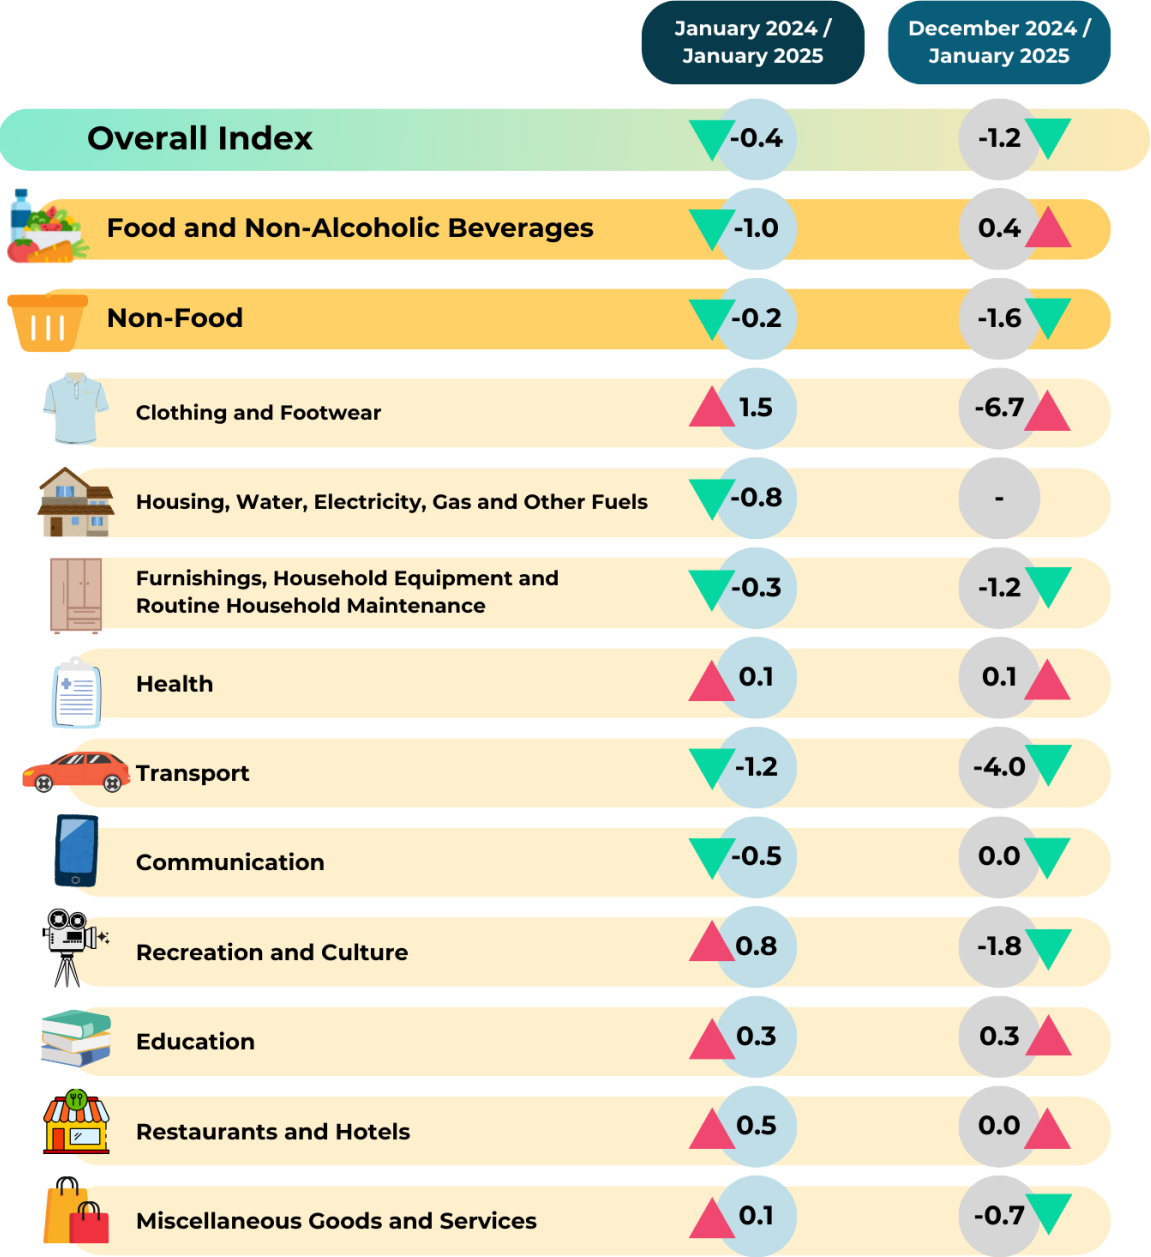 January 2024 /
January 2025
December 2024 /
January 2025
Overall Index -0.4 -1.2
Food and Non-Alcoholic Beverages -1.0 0.4
Non-Food -0.2 -1.6
Clothing and Footwear 1.5 -6.7
Housing, Water, Electricity, Gas and Other Fuels -0.8 -
Furnishings, Household Equipment and
Routine Household Maintenance -0.3 -1.2
Health 0.1 0.1
Transport -1.2 -4.0
Communication -0.5 0.0
Recreation and Culture 0.8 -1.8
Education 0.3 0.3
Restaurants and Hotels 0.5 0.0
Miscellaneous Goods and Services 0.1 -0.7